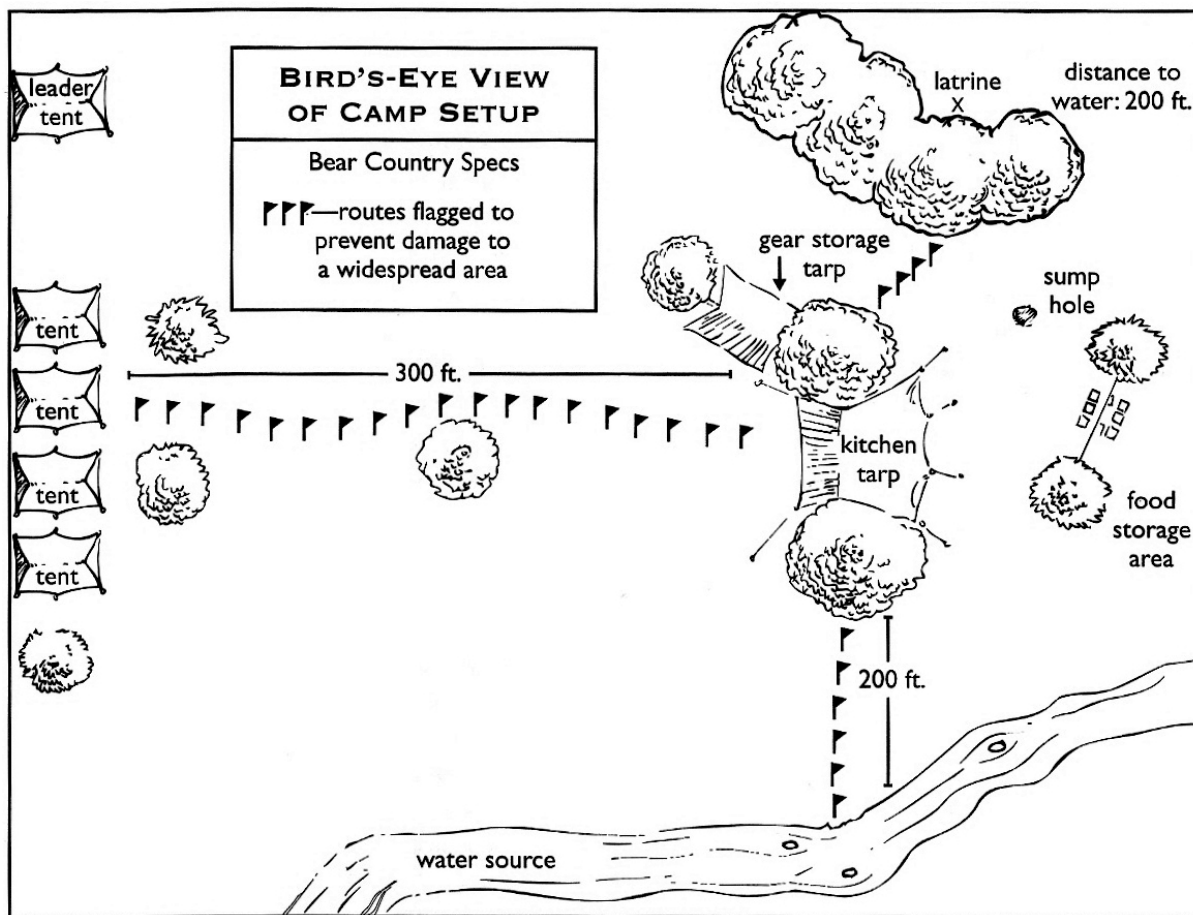 BIRD'S-EYE VIEW
OF CAMP SETUP
Bear Country Specs
—routes flagged to
prevent damage to
a widespread area
leader
tent
latrine
X
distance to
water: 200 ft.
gear storage
tarp
sump
hole
tent
300 ft.
tent
kitchen
tarp
tent
food
storage
area
tent
200 ft.
water source